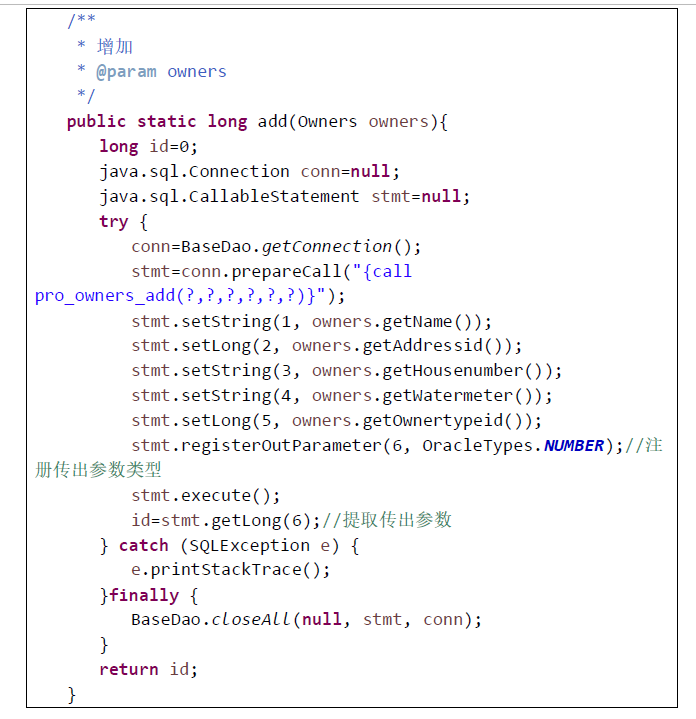 /**
 * 增加
 * @param owners
 */
public static long add(Owners owners){
long id=0;
java.sql.Connection conn=null;
java.sql.CallableStatement stmt=null;
try {
conn=BaseDao.getConnection();
stmt=conn.prepareCall("{call
pro_owners_add(?,?,?,?,?,?)}");
stmt.setString(1, owners.getName());
stmt.setLong(2, owners.getAddressid());
stmt.setString(3, owners.getHousenumber());
stmt.setString(4, owners.getWatermeter());
stmt.setLong(5, owners.getOwnertypeid());
stmt.registerOutParameter(6, OracleTypes.NUMBER);//注
册传出参数类型
stmt.execute();
id=stmt.getLong(6);//提取传出参数
} catch (SQLException e) {
e.printStackTrace();
}finally {
BaseDao.closeAll(null, stmt, conn);
}
return id;
}